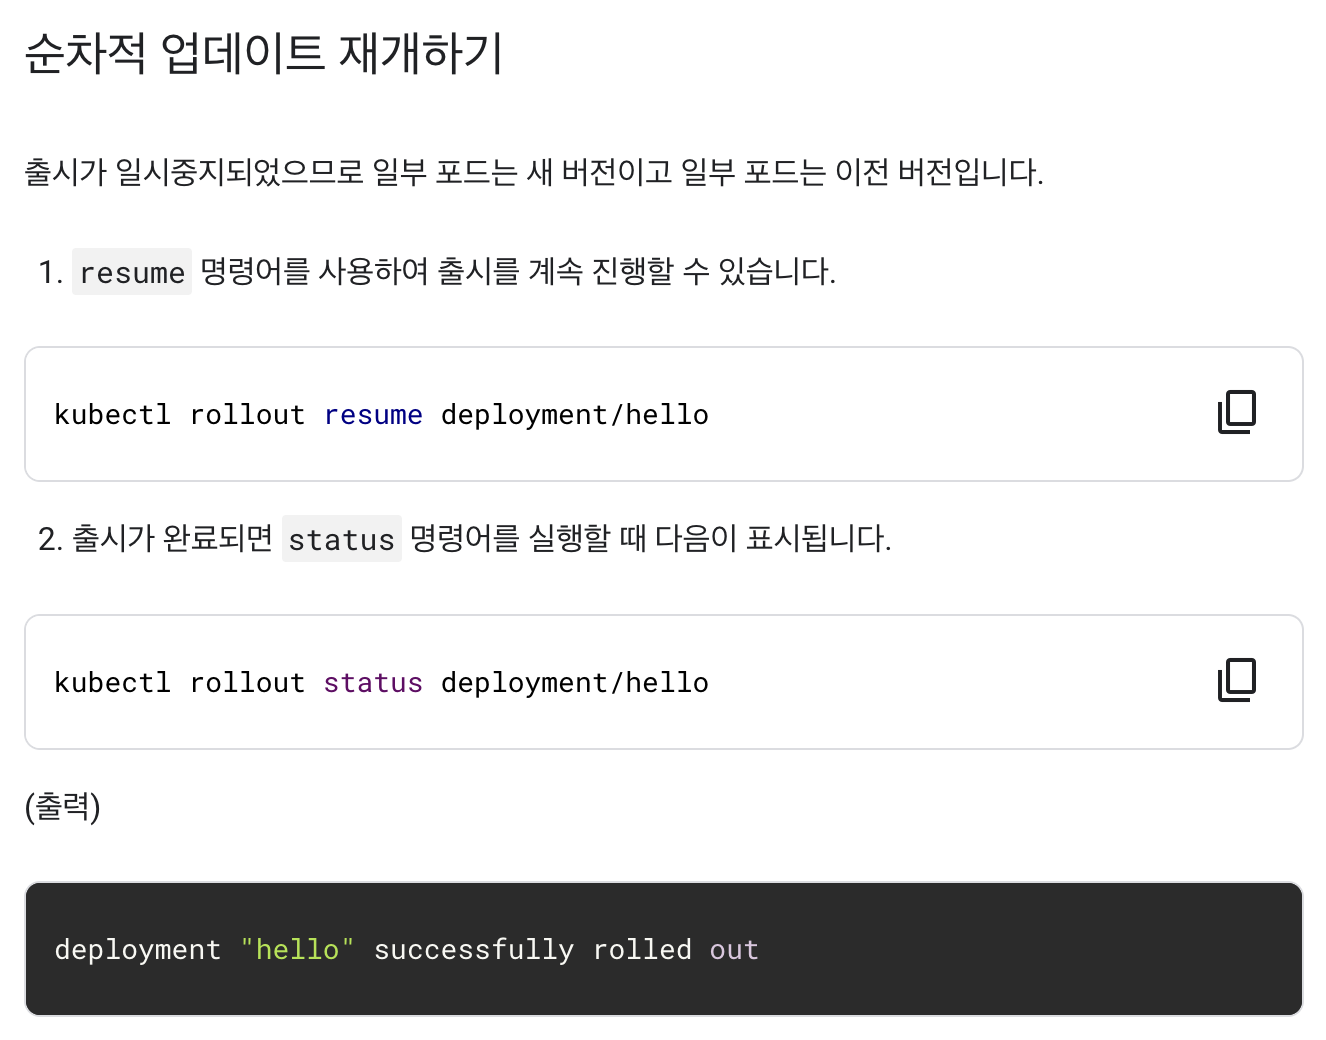 순차적 업데이트 재개하기
출시가 일시중지되었으므로 일부 포드는 새 버전이고 일부 포드는 이전 버전입니다.
1. resume 명령어를 사용하여 출시를 계속 진행할 수 있습니다.
kubectl rollout resume deployment/hello
2. 출시가 완료되면 status 명령어를 실행할 때 다음이 표시됩니다.
kubectl rollout status deployment/hello
(출력)
deployment "hello" successfully rolled out